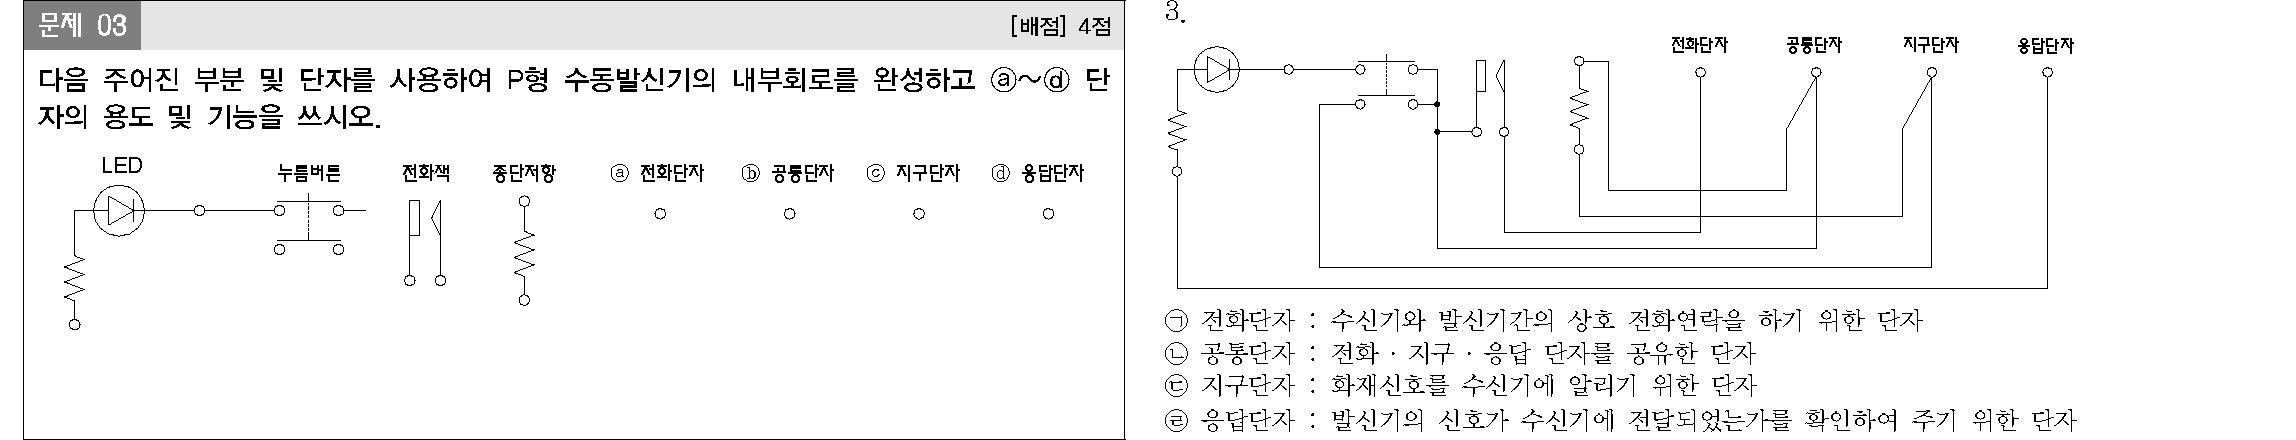 문제 03
[배점] 4점
다음 주어진 부분 및 단자를 사용하여 P형 수동발신기의 내부회로를 완성하고 ⓐ~ⓓ 단
자의 용도 및 기능을 쓰시오.
LED 누름버튼 전화잭 종단저항 ⓐ 전화단자 ⓑ 공통단자 ⓒ 지구단자 ⓓ 응답단자
3.
전화단자 공통단자 지구단자 응답단자
㉠ 전화단자 : 수신기와 발신기간의 상호 전화연락을 하기 위한 단자
㉡ 공통단자 : 전화 · 지구 · 응답 단자를 공유한 단자
㉢ 지구단자 : 화재신호를 수신기에 알리기 위한 단자
㉣ 응답단자 : 발신기의 신호가 수신기에 전달되었는가를 확인하여 주기 위한 단자